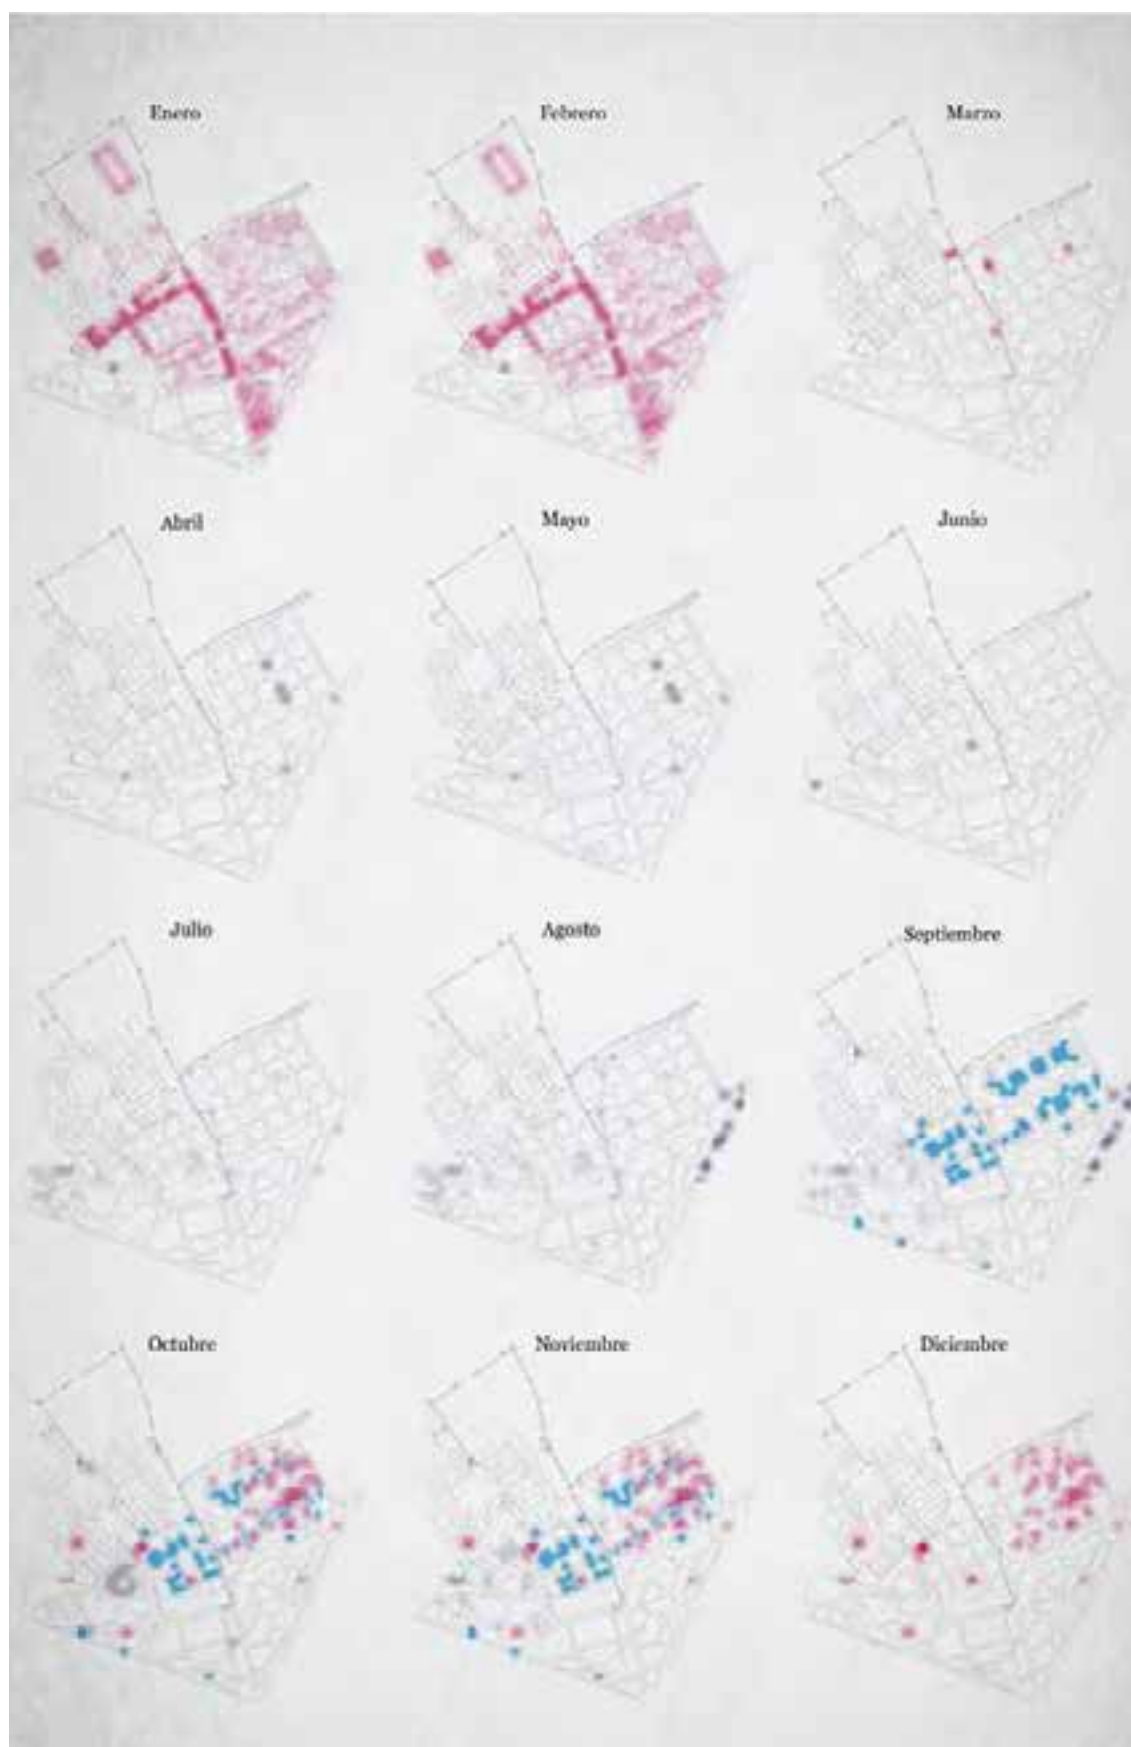 Enero
Febrero
Marzo
Abril
Mayo
Junio
Julio
Agosto
Septiembre
Octubre
Noviembre
Diciembre